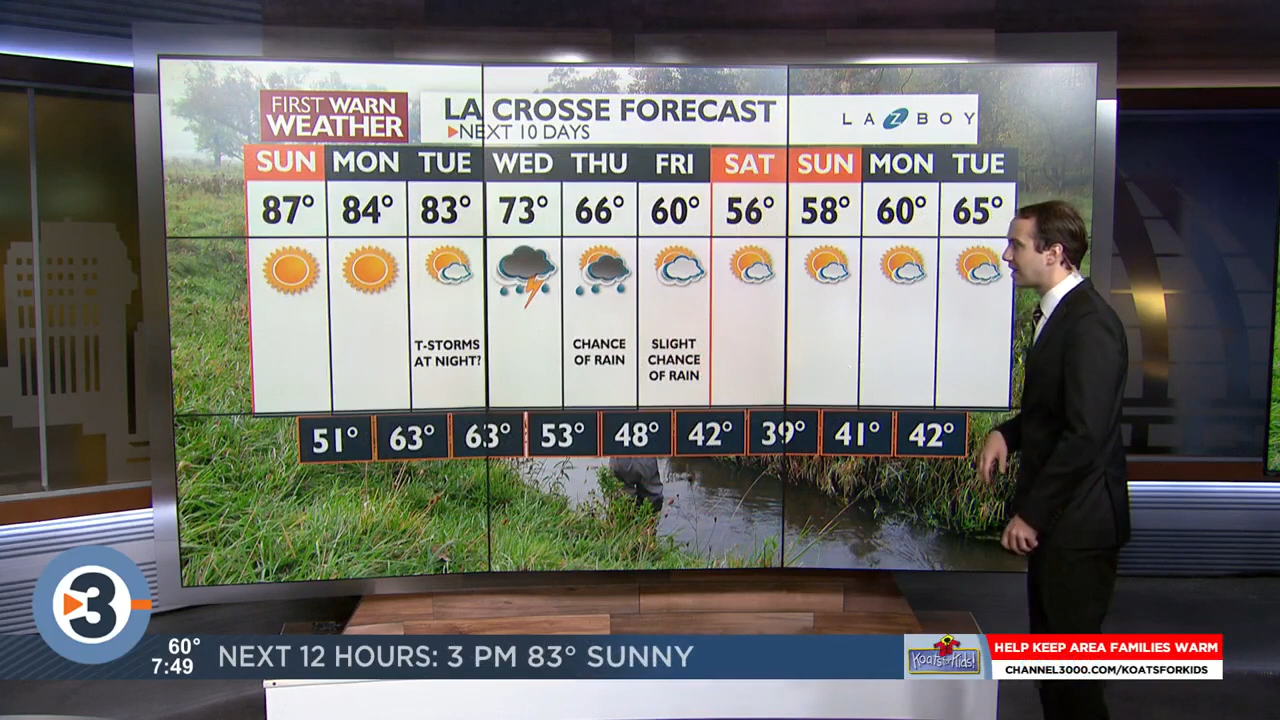 FIRST WARN
WEATHER
LA CROSSE FORECAST
NEXT 10 DAYS
LA Z BOY
SUN MON TUE WED THU FRI SAT SUN MON TUE
87° 84° 83° 73° 66° 60° 56° 58° 60° 65°
T-STORMS
AT NIGHT?
CHANCE
OF RAIN
SLIGHT
CHANCE
OF RAIN
51° 63° 63° 53° 48° 42° 39° 41° 42°
3
60°
7:49
NEXT 12 HOURS: 3 PM 83° SUNNY
Koats for Kids!
HELP KEEP AREA FAMILIES WARM
CHANNEL3000.COM/KOATSFORKIDS